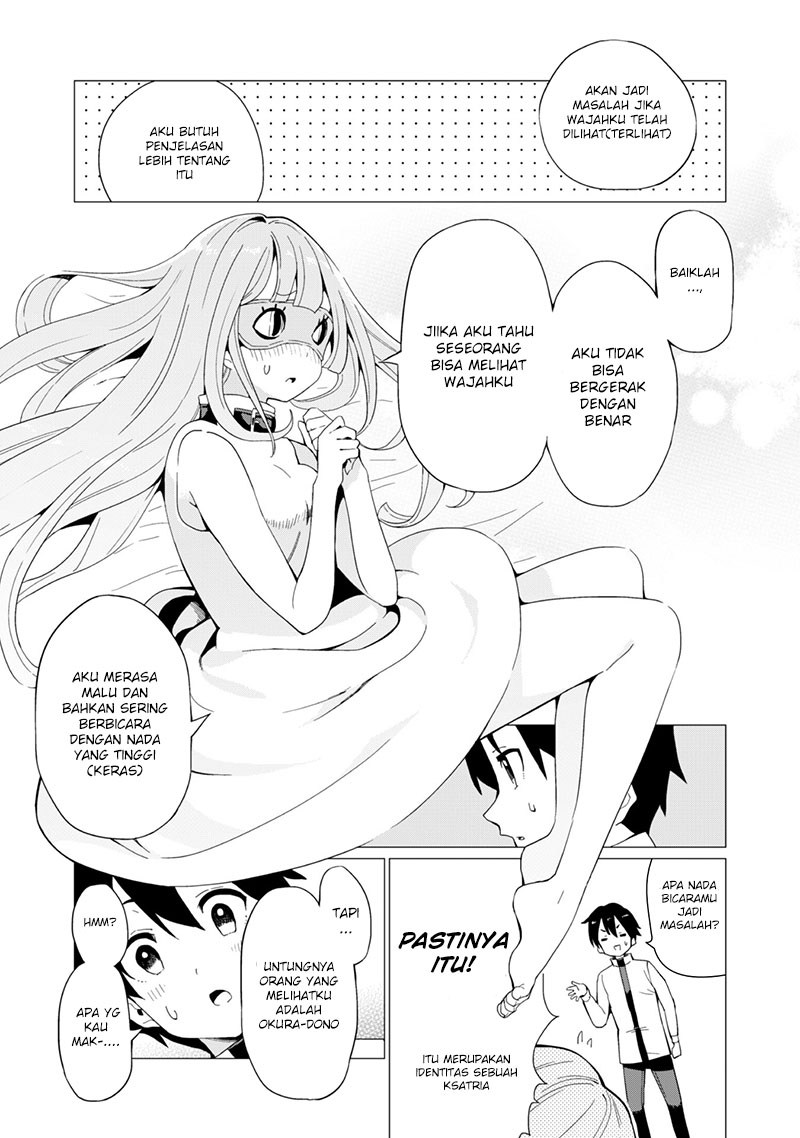 AKAN JADI
MASALAH JIKA
WAJAHKU TELAH
DILIHAT(TERLIHAT)
AKU BUTUH
PENJELASAN
LEBIH TENTANG
ITU
BAIKLAH
...,
AKU TIDAK
BISA
BERGERAK
DENGAN
BENAR
JIIKA AKU TAHU
SESEORANG
BISA MELIHAT
WAJAHKU
AKU MERASA
MALU DAN
BAHKAN SERING
BERBICARA
DENGAN NADA
YANG TINGGI
(KERAS)
APA NADA
BICARAMU
JADI
MASALAH?
PASTINYA
ITU!
ITU MERUPAKAN
IDENTITAS SEBUAH
KSATRIA
TAPI
...
UNTUNGNYA
ORANG YANG
MELIHATKU
ADALAH
OKURA-DONO
HMM?
APA YG
KAU
MAK-....